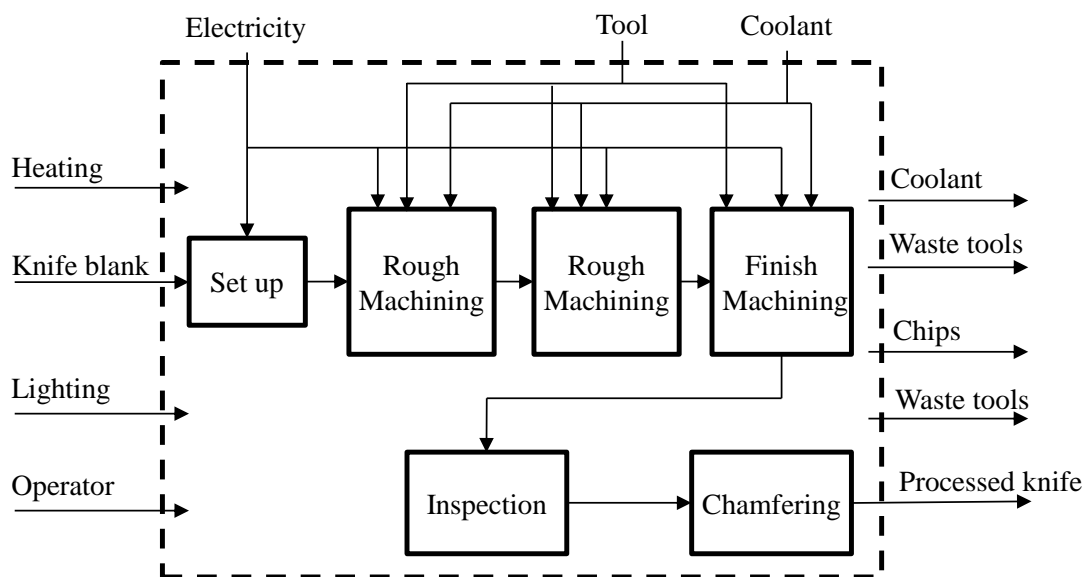 Electricity
Tool
Coolant
Heating
Knife blank
Lighting
Operator
Set up
Rough
Machining
Rough
Machining
Finish
Machining
Inspection
Chamfering
Coolant
Waste tools
Chips
Waste tools
Processed knife